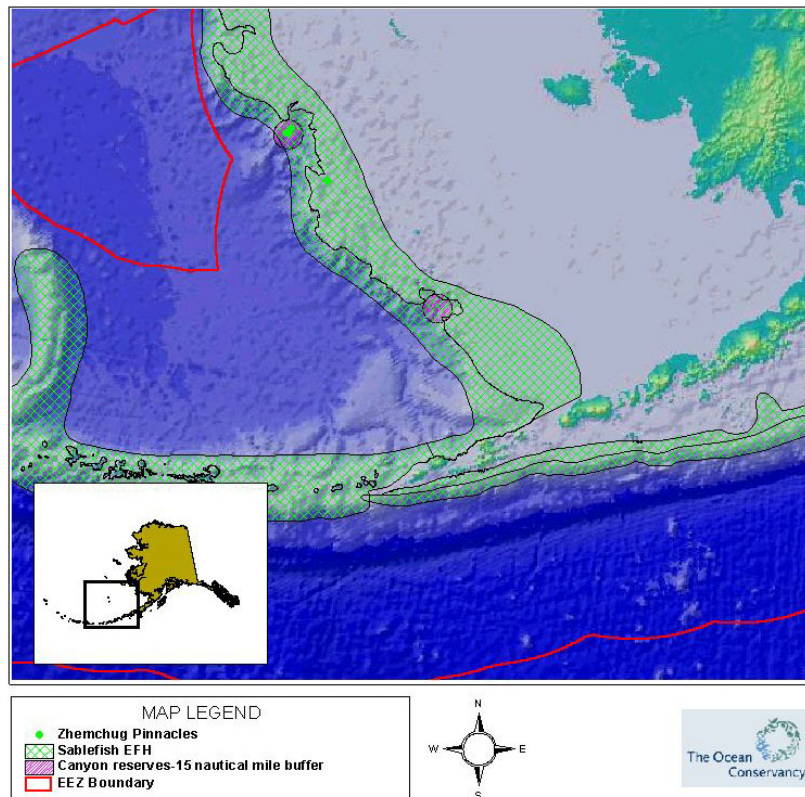 MAP LEGEND
Zhemchug Pinnacles
Sablefish EFH
Canyon reserves-15 nautical mile buffer
EEZ Boundary
N
W E
S
The Ocean
Conservancy